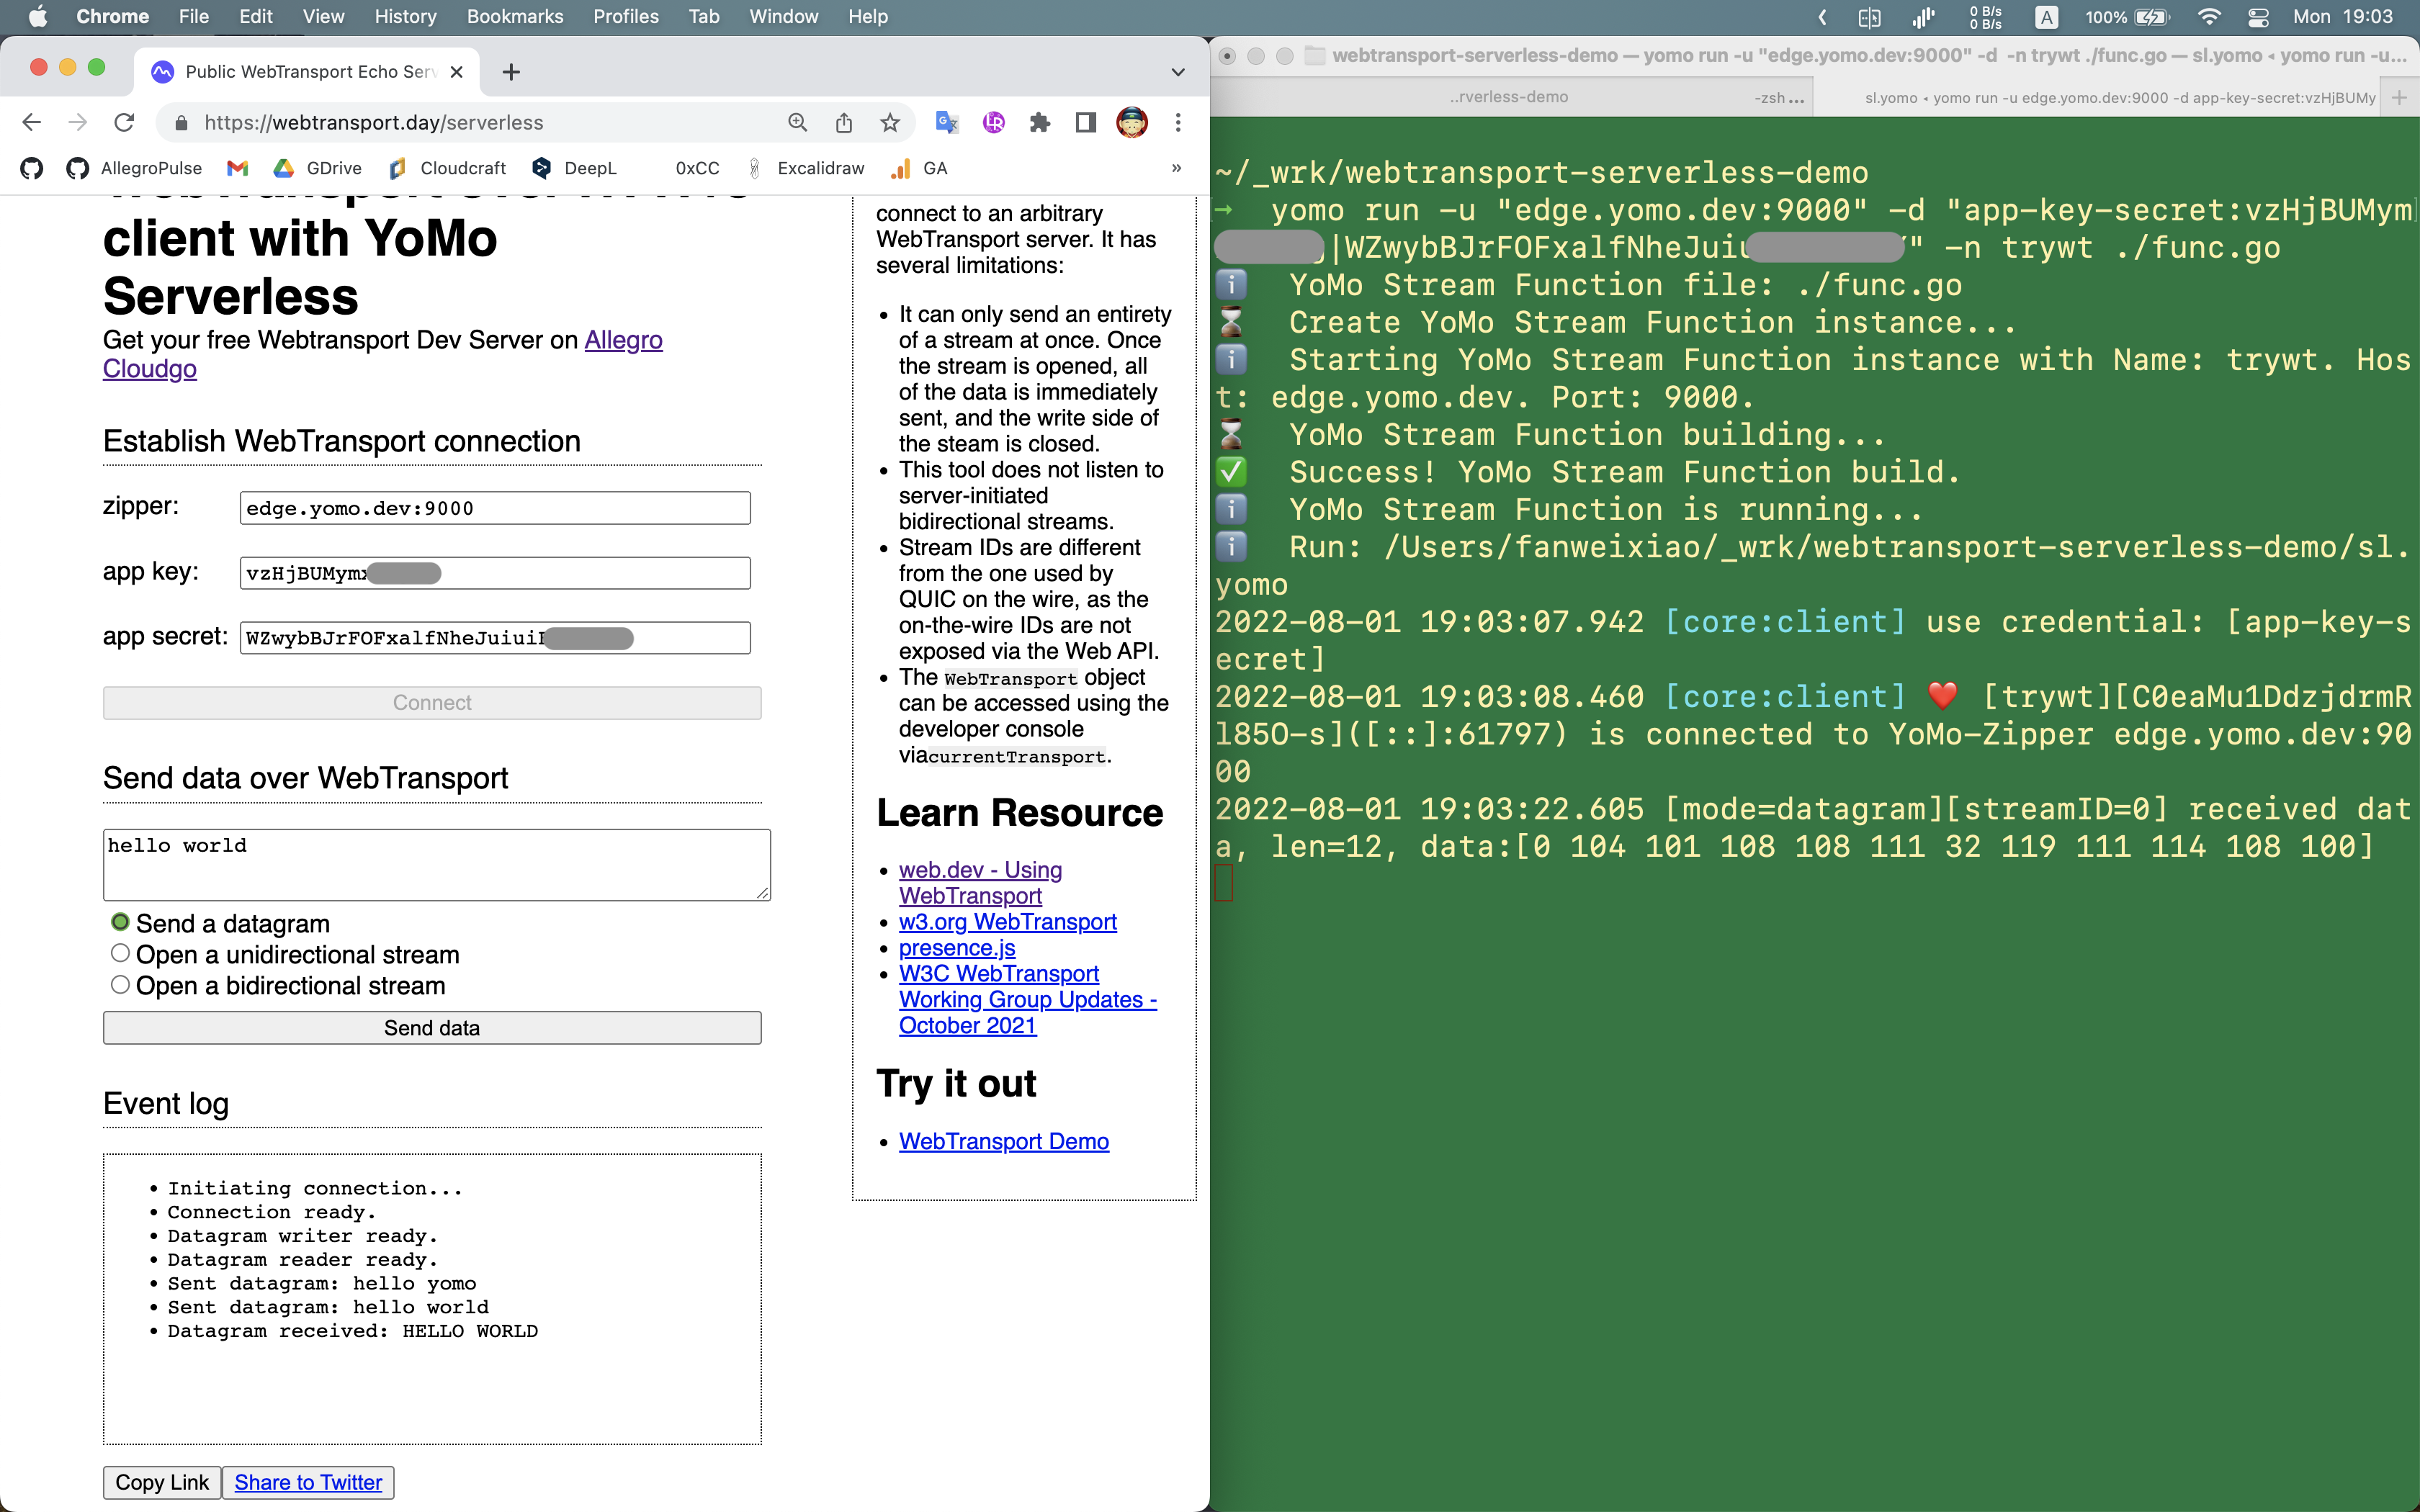 Chrome File Edit View History Bookmarks Profiles Tab Window Help
0 B/s
0 B/s
A 100% Mon 19:03
Public WebTransport Echo Serv
https://webtransport.day/serverless
AllegroPulse GDrive Cloudcraft DeepL 0xCC Excalidraw GA »
client with YoMo
Serverless
Get your free Webtransport Dev Server on Allegro
Cloudgo
Establish WebTransport connection
zipper: edge.yomo.dev:9000
app key: vzHjBUMym
app secret: WZwybBJrFOFxalfNheJuiui
Connect
Send data over WebTransport
hello world
Send a datagram
Open a unidirectional stream
Open a bidirectional stream
Send data
Event log
• Initiating connection...
• Connection ready.
• Datagram writer ready.
• Datagram reader ready.
• Sent datagram: hello yomo
• Sent datagram: hello world
• Datagram received: HELLO WORLD
Copy Link Share to Twitter
connect to an arbitrary
WebTransport server. It has
several limitations:
• It can only send an entirety
of a stream at once. Once
the stream is opened, all
of the data is immediately
sent, and the write side of
the steam is closed.
• This tool does not listen to
server-initiated
bidirectional streams.
• Stream IDs are different
from the one used by
QUIC on the wire, as the
on-the-wire IDs are not
exposed via the Web API.
• The WebTransport object
can be accessed using the
developer console
viacurrentTransport.
Learn Resource
• web.dev - Using
WebTransport
• w3.org WebTransport
• presence.js
• W3C WebTransport
Working Group Updates -
October 2021
Try it out
• WebTransport Demo
webtransport-serverless-demo — yomo run -u "edge.yomo.dev:9000" -d -n trywt ./func.go — sl.yomo ◂ yomo run -u...
..rverless-demo -zsh ... sl.yomo ◂ yomo run -u edge.yomo.dev:9000 -d app-key-secret:vzHjBUMy
~/_wrk/webtransport-serverless-demo
→ yomo run -u "edge.yomo.dev:9000" -d "app-key-secret:vzHjBUMym
|WZwybBJrFOFxalfNheJui " -n trywt ./func.go
ℹ️ YoMo Stream Function file: ./func.go
⌛ Create YoMo Stream Function instance...
ℹ️ Starting YoMo Stream Function instance with Name: trywt. Hos
t: edge.yomo.dev. Port: 9000.
⌛ YoMo Stream Function building...
✅ Success! YoMo Stream Function build.
ℹ️ YoMo Stream Function is running...
ℹ️ Run: /Users/fanweixiao/_wrk/webtransport-serverless-demo/sl.
yomo
2022-08-01 19:03:07.942 [core:client] use credential: [app-key-s
ecret]
2022-08-01 19:03:08.460 [core:client] ❤️ [trywt][C0eaMu1DdzjdrmR
l85O-s]([::]:61797) is connected to YoMo-Zipper edge.yomo.dev:90
00
2022-08-01 19:03:22.605 [mode=datagram][streamID=0] received dat
a, len=12, data:[0 104 101 108 108 111 32 119 111 114 108 100]